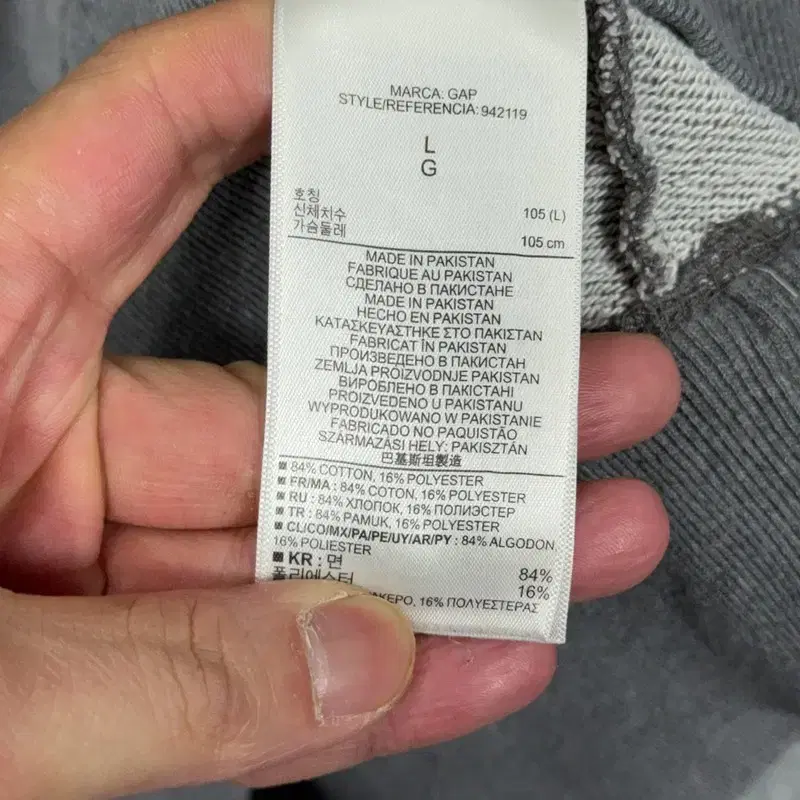 MARCA: GAP
STYLE/REFERENCIA: 942119
L
G
호칭
신체치수 105 (L)
가슴둘레 105 cm
MADE IN PAKISTAN
FABRIQUE AU PAKISTAN
СДЕЛАНО В ПАКИСТАНЕ
MADE IN PAKISTAN
HECHO EN PAKISTAN
ΚΑΤΑΣΚΕΥΑΣΤΗΚΕ ΣΤΟ ΠΑΚΙΣΤΑΝ
FABRICAT ÎN PAKISTAN
ПРОИЗВЕДЕНО В ПАКИСТАН
ZEMLJA PROIZVODNJE PAKISTAN
ВИРОБЛЕНО В ПАКИСТАНІ
PROIZVEDENO U PAKISTANU
WYPRODUKOWANO W PAKISTANIE
FABRICADO NO PAQUISTÃO
SZÁRMAZÁSI HELY: PAKISZTÁN
巴基斯坦製造
84% COTTON, 16% POLYESTER
FR/MA : 84% COTON, 16% POLYESTER
RU : 84% ХЛОПОК, 16% ПОЛИЭСТЕР
TR : 84% PAMUK, 16% POLYESTER
CL/CO/MX/PA/PE/UY/AR/PY : 84% ALGODON
16% POLIESTER
KR : 면 84%
폴리에스터 16%
16% ΠΟΛΥΕΣΤΕΡΑΣ